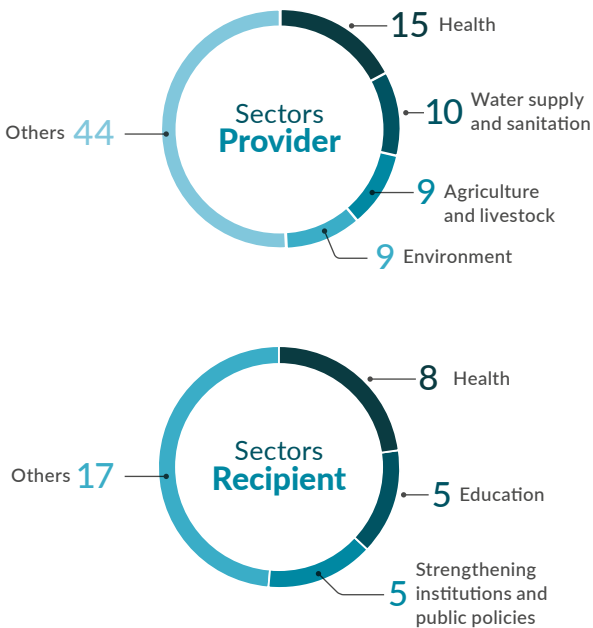 15 Health
Sectors
Provider
10 Water supply
and sanitation
Others 44
9 Agriculture
and livestock
9 Environment
8 Health
Sectors
Recipient
Others 17
5 Education
5 Strengthening
institutions and
public policies